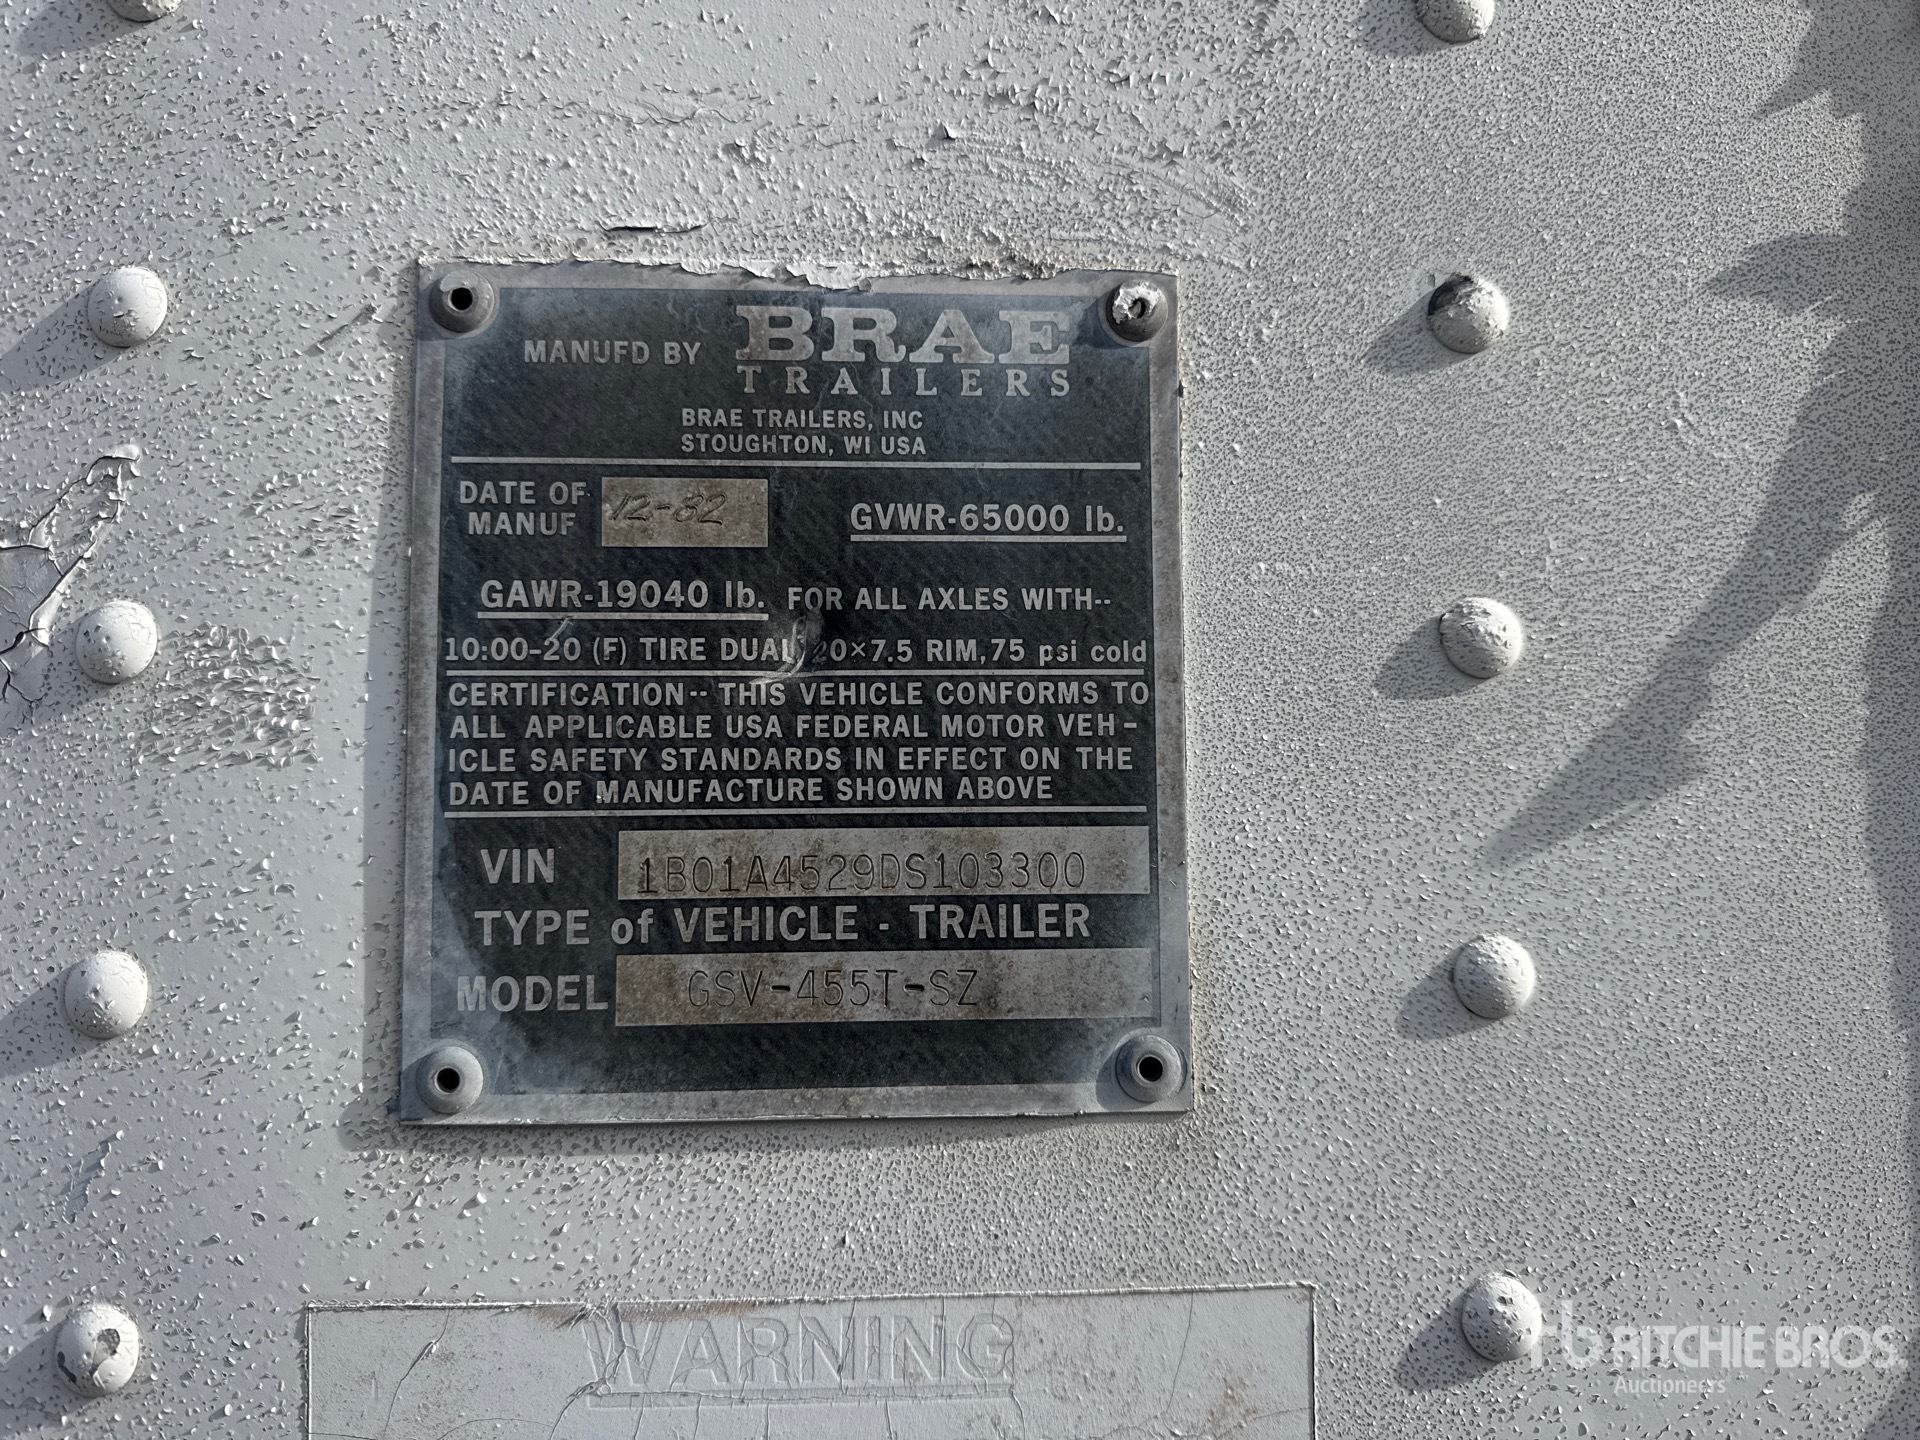 MANUFD BY BRAE
TRAILERS
BRAE TRAILERS, INC
STOUGHTON, WI USA
DATE OF
MANUF
12-82
GVWR-65000 lb.
GAWR-19040 lb. FOR ALL AXLES WITH--
10:00-20 (F) TIRE DUAL, 20×7.5 RIM, 75 psi cold
CERTIFICATION-- THIS VEHICLE CONFORMS TO
ALL APPLICABLE USA FEDERAL MOTOR VEH-
ICLE SAFETY STANDARDS IN EFFECT ON THE
DATE OF MANUFACTURE SHOWN ABOVE
VIN 1B01A4529DS103300
TYPE of VEHICLE - TRAILER
MODEL GSV-455T-SZ
WARNING
rb RITCHIE BROS.
Auctioneers